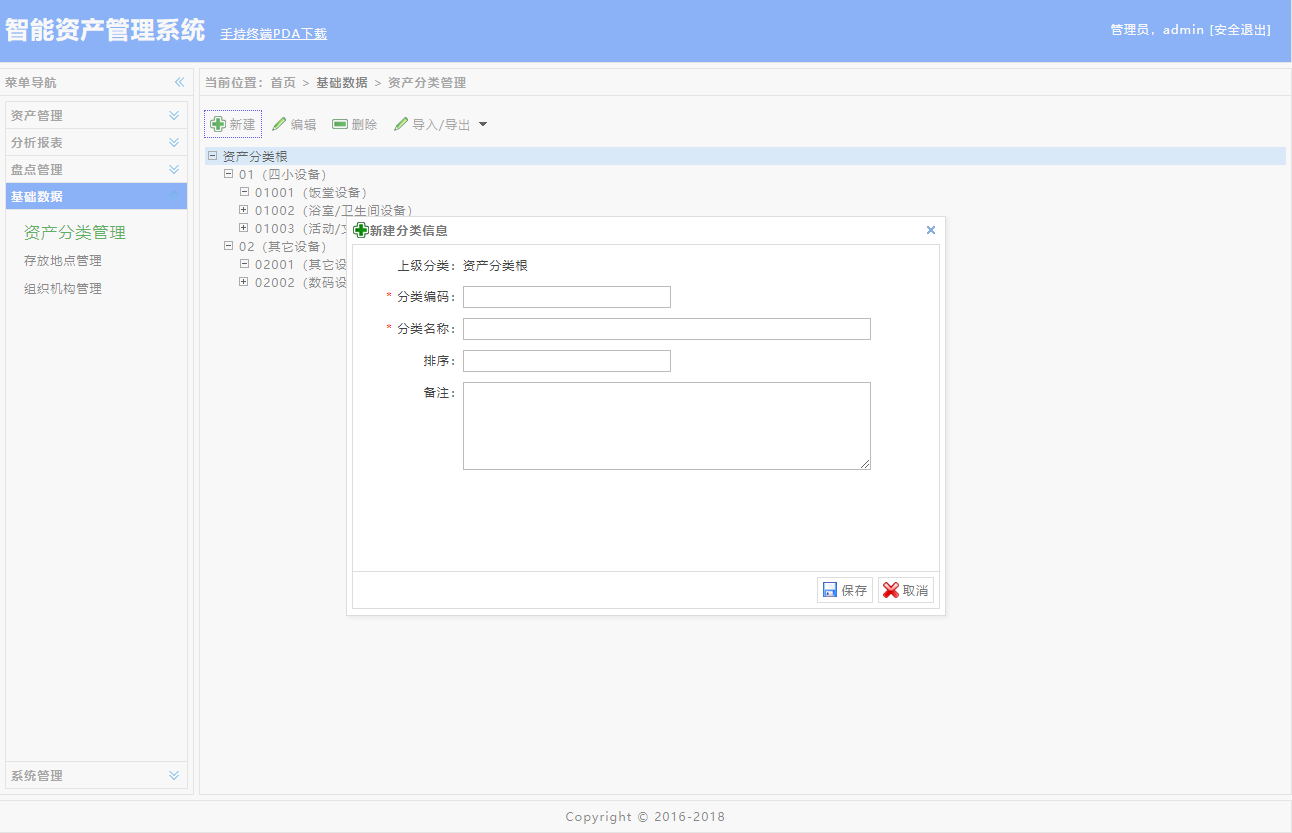 智能资产管理系统 手持终端PDA下载 管理员，admin [安全退出]
菜单导航
资产管理
分析报表
盘点管理
基础数据
资产分类管理
存放地点管理
组织机构管理
系统管理
当前位置：首页 > 基础数据 > 资产分类管理
新建 编辑 删除 导入/导出
资产分类根
01（四小设备）
01001（饭堂设备）
01002（浴室/卫生间设备）
01003（活动/
02（其它设备）
02001（其它设
02002（数码设
新建分类信息
上级分类：资产分类根
* 分类编码：
* 分类名称：
排序：
备注：
保存 取消
Copyright © 2016-2018